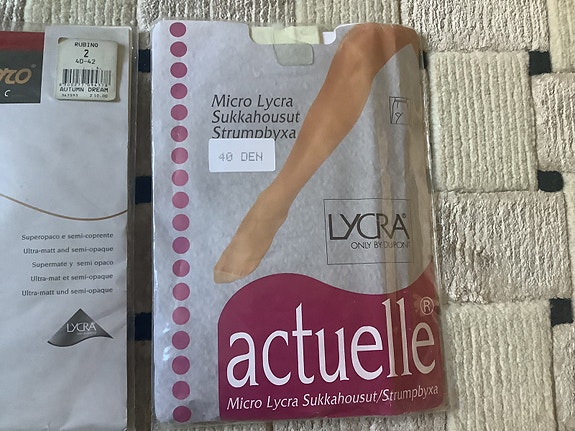 RUBINO
2
40-42
AUTUMN DREAM
C
Superopaco e semi-coprente
Ultra-matt and semi-opaque
Supermate y semi opaco
Ultra-mat et semi-opaque
Ultra-matt und semi-opaque
LYCRA
Micro Lycra
Sukkahousut
Strumpbyxa
40 DEN
LYCRA®
ONLY BY DUPONT
actuelle®
Micro Lycra Sukkahousut/Strumpbyxa